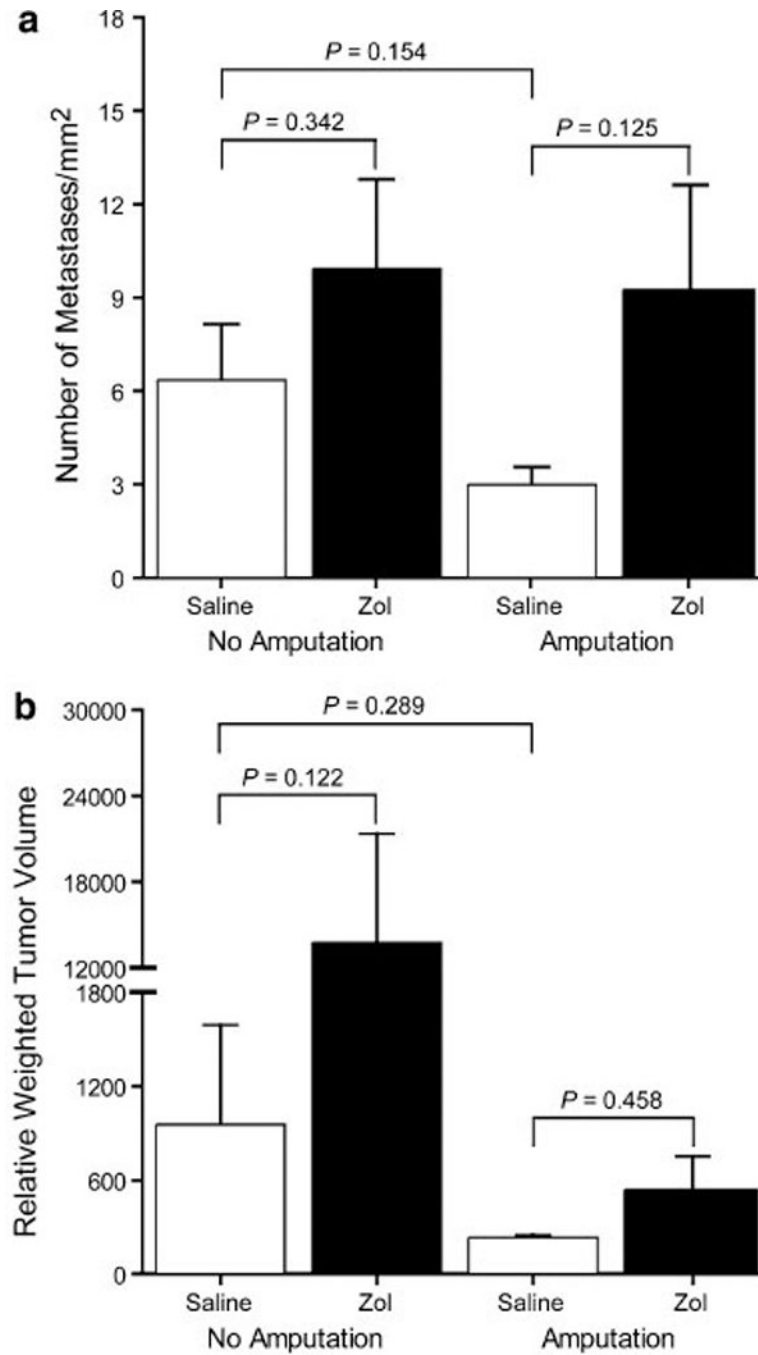 a
Number of Metastases/mm²
18
15
12
9
6
3
0
P = 0.154
P = 0.342
P = 0.125
Saline Zol Saline Zol
No Amputation Amputation
b
Relative Weighted Tumor Volume
30000
24000
18000
12000
1800
1200
600
0
P = 0.289
P = 0.122
P = 0.458
Saline Zol Saline Zol
No Amputation Amputation